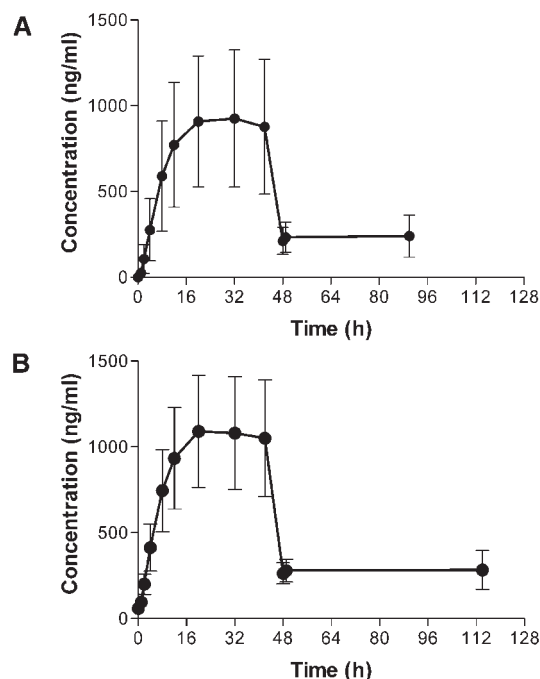 A
1500
1000
500
0
Concentration (ng/ml)
0 16 32 48 64 80 96 112 128
Time (h)
B
1500
1000
500
0
Concentration (ng/ml)
0 16 32 48 64 80 96 112 128
Time (h)